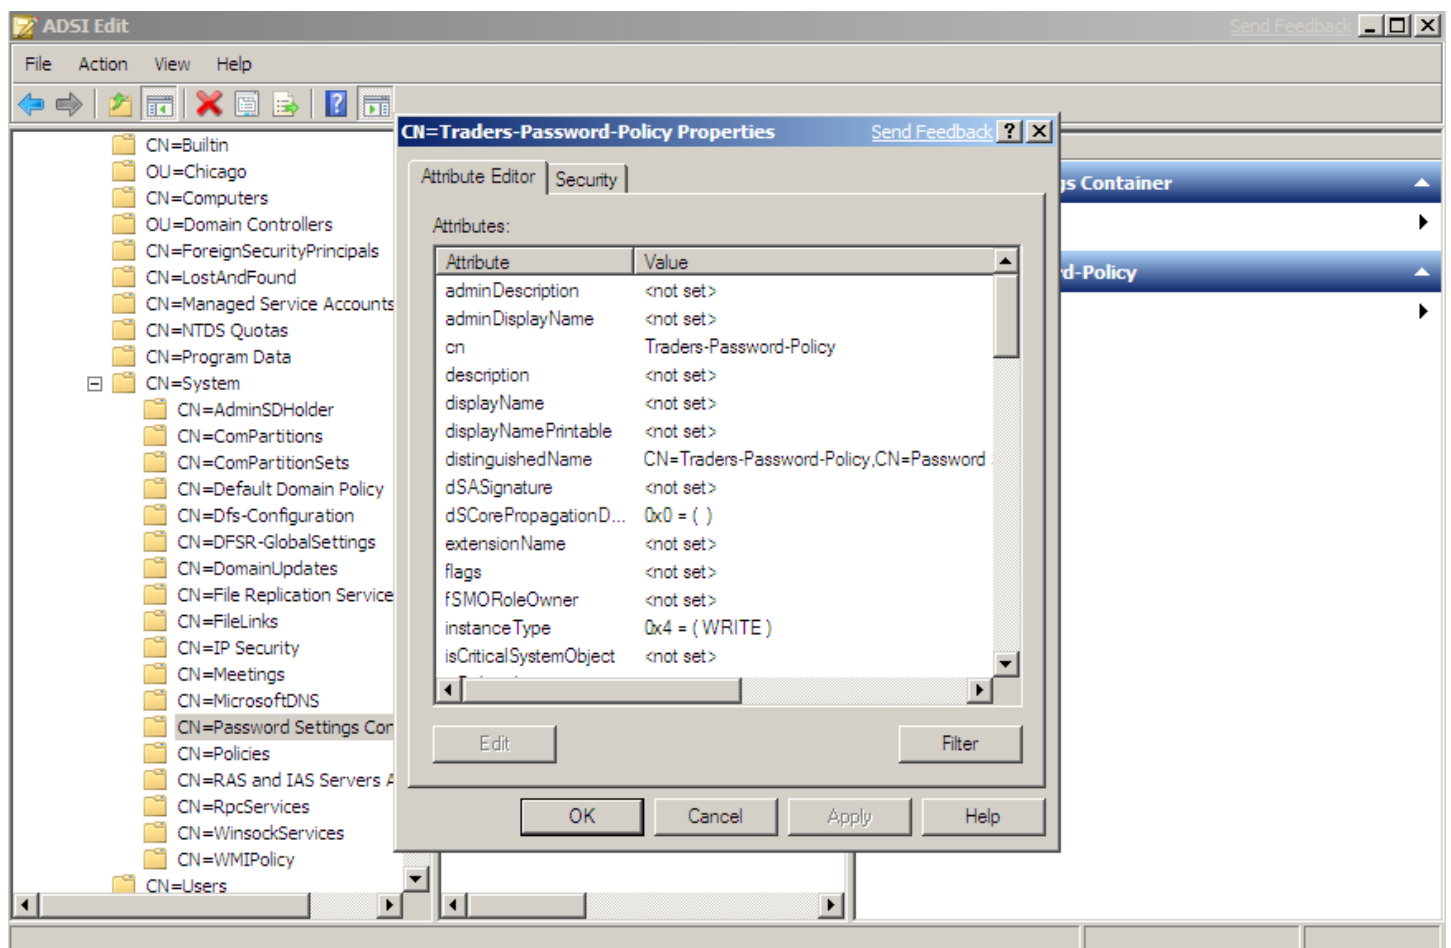 ADSI Edit
Send Feedback
File Action View Help
CN=Builtin
OU=Chicago
CN=Computers
OU=Domain Controllers
CN=ForeignSecurityPrincipals
CN=LostAndFound
CN=Managed Service Accounts
CN=NTDS Quotas
CN=Program Data
CN=System
CN=AdminSDHolder
CN=ComPartitions
CN=ComPartitionSets
CN=Default Domain Policy
CN=Dfs-Configuration
CN=DFSR-GlobalSettings
CN=DomainUpdates
CN=File Replication Service
CN=FileLinks
CN=IP Security
CN=Meetings
CN=MicrosoftDNS
CN=Password Settings Con
CN=Policies
CN=RAS and IAS Servers A
CN=RpcServices
CN=WinsockServices
CN=WMIPolicy
CN=Users
CN=Traders-Password-Policy Properties
Send Feedback
Attribute Editor Security
Attributes:
Attribute Value
adminDescription <not set>
adminDisplayName <not set>
cn Traders-Password-Policy
description <not set>
displayName <not set>
displayNamePrintable <not set>
distinguishedName CN=Traders-Password-Policy,CN=Password
dSASignature <not set>
dSCorePropagationD... 0x0 = ( )
extensionName <not set>
flags <not set>
fSMORoleOwner <not set>
instanceType 0x4 = ( WRITE )
isCriticalSystemObject <not set>
Edit Filter
OK Cancel Apply Help
gs Container
d-Policy